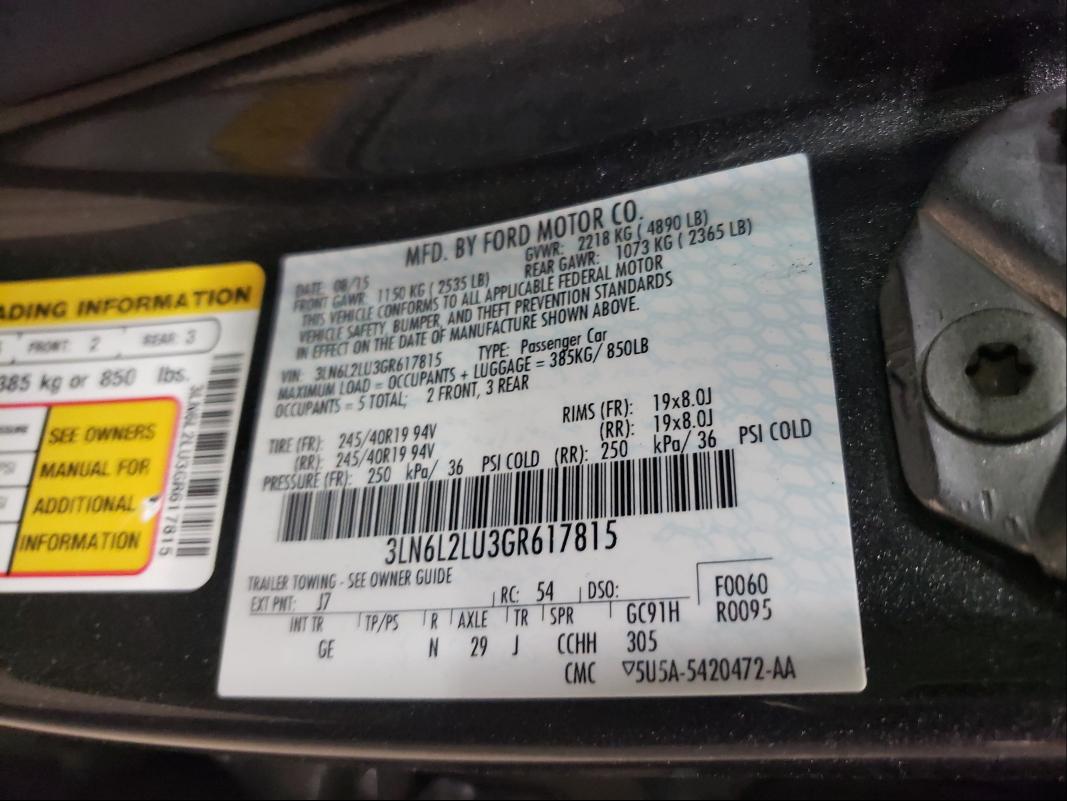 MFD. BY FORD MOTOR CO.
DATE: 08/15 GVWR: 2218 KG ( 4890 LB)
FRONT GAWR: 1150 KG ( 2535 LB) REAR GAWR: 1073 KG ( 2365 LB)
THIS VEHICLE CONFORMS TO ALL APPLICABLE FEDERAL MOTOR
VEHICLE SAFETY, BUMPER, AND THEFT PREVENTION STANDARDS
IN EFFECT ON THE DATE OF MANUFACTURE SHOWN ABOVE.
VIN: 3LN6L2LU3GR617815 TYPE: Passenger Car
MAXIMUM LOAD = OCCUPANTS + LUGGAGE = 385KG/ 850LB
OCCUPANTS = 5 TOTAL; 2 FRONT, 3 REAR
RIMS (FR): 19x8.0J
TIRE (FR): 245/40R19 94V (RR): 19x8.0J
(RR): 245/40R19 94V
PRESSURE (FR): 250 kPa/ 36 PSI COLD (RR): 250 kPa/ 36 PSI COLD
3LN6L2LU3GR617815
TRAILER TOWING - SEE OWNER GUIDE
EXT PNT: J7 RC: 54 DSO: F0060
INT TR TP/PS R AXLE TR SPR GC91H R0095
GE N 29 J CCHH 305
CMC ▽5U5A-5420472-AA
ADING INFORMATION
FRONT: 2 REAR: 3
385 kg or 850 lbs.
SEE OWNERS
MANUAL FOR
ADDITIONAL
INFORMATION
3LN6L2LU3GR617815